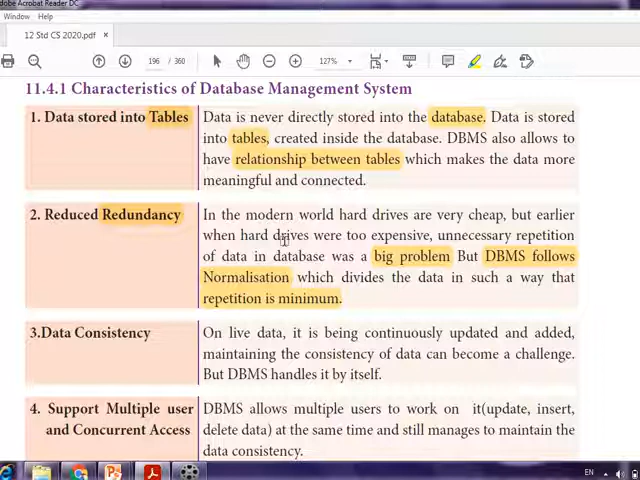 dobe Acrobat Reader DC
Window Help
12 Std CS 2020.pdf ×
196 / 360 127%
11.4.1 Characteristics of Database Management System
1. Data stored into Tables
Data is never directly stored into the database. Data is stored
into tables, created inside the database. DBMS also allows to
have relationship between tables which makes the data more
meaningful and connected.
2. Reduced Redundancy
In the modern world hard drives are very cheap, but earlier
when hard drives were too expensive, unnecessary repetition
of data in database was a big problem But DBMS follows
Normalisation which divides the data in such a way that
repetition is minimum.
3.Data Consistency
On live data, it is being continuously updated and added,
maintaining the consistency of data can become a challenge.
But DBMS handles it by itself.
4. Support Multiple user
and Concurrent Access
DBMS allows multiple users to work on it(update, insert,
delete data) at the same time and still manages to maintain the
data consistency.
EN